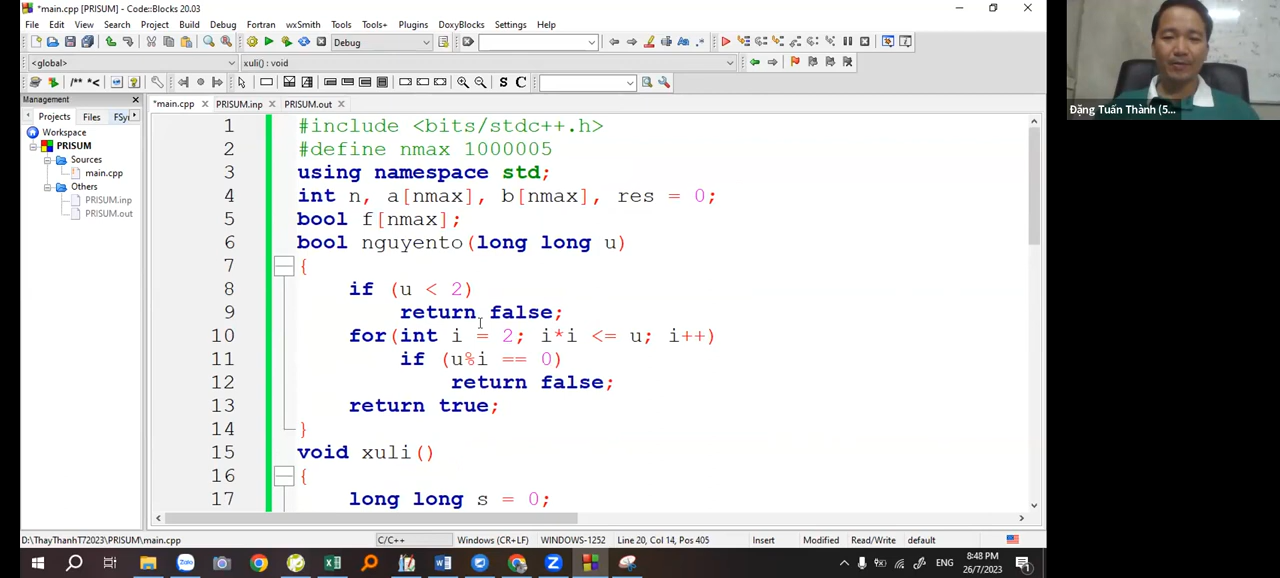 *main.cpp [PRISUM] - Code::Blocks 20.03
File Edit View Search Project Build Debug Fortran wxSmith Tools Tools+ Plugins DoxyBlocks Settings Help
Debug
<global> xuli() : void
/** *< S C
Management
Projects Files FSy
Workspace
PRISUM
Sources
main.cpp
Others
PRISUM.inp
PRISUM.out
*main.cpp PRISUM.inp PRISUM.out
1 #include <bits/stdc++.h>
2 #define nmax 1000005
3 using namespace std;
4 int n, a[nmax], b[nmax], res = 0;
5 bool f[nmax];
6 bool nguyento(long long u)
7 {
8 if (u < 2)
9 return false;
10 for(int i = 2; i*i <= u; i++)
11 if (u%i == 0)
12 return false;
13 return true;
14 }
15 void xuli()
16 {
17 long long s = 0;
D:\ThayThanhT72023\PRISUM\main.cpp C/C++ Windows (CR+LF) WINDOWS-1252 Line 20, Col 14, Pos 405 Insert Modified Read/Write default
ENG 8:48 PM
26/7/2023
Đặng Tuấn Thành (5...